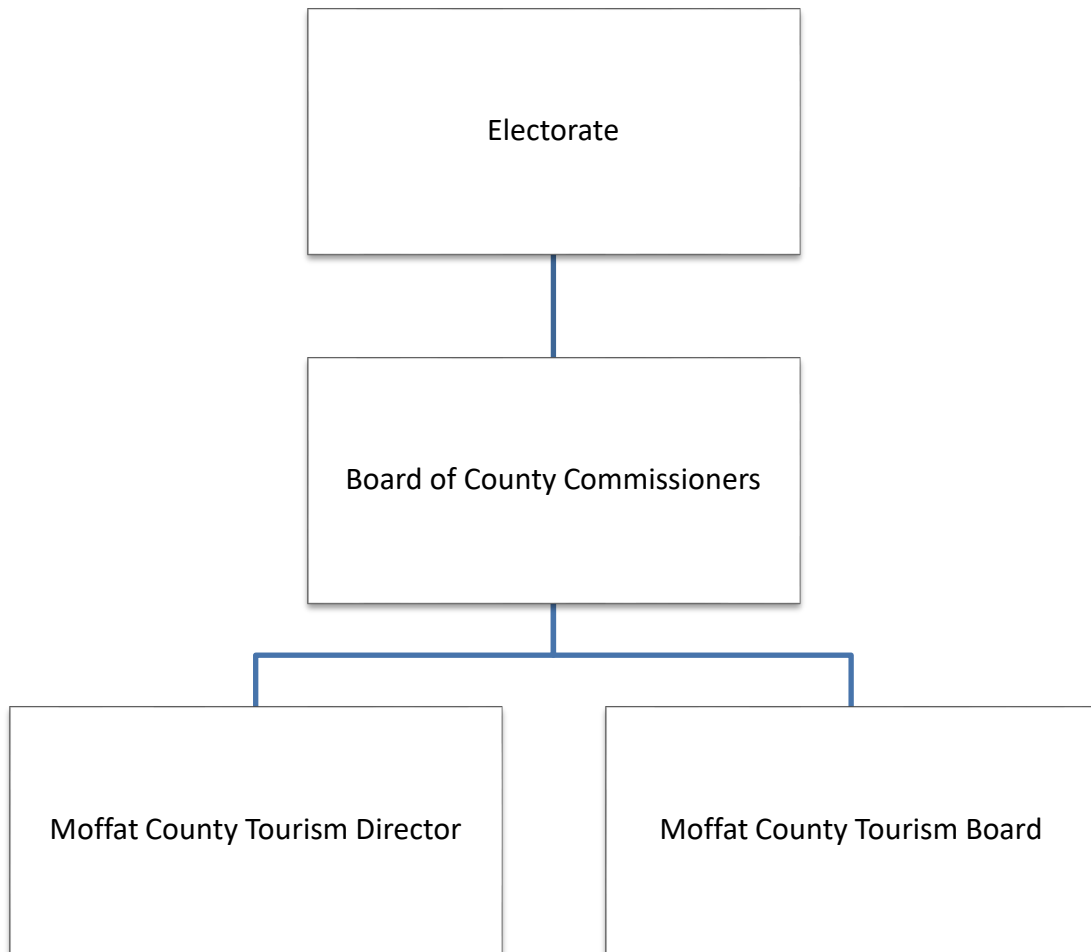 Electorate
Board of County Commissioners
Moffat County Tourism Director
Moffat County Tourism Board